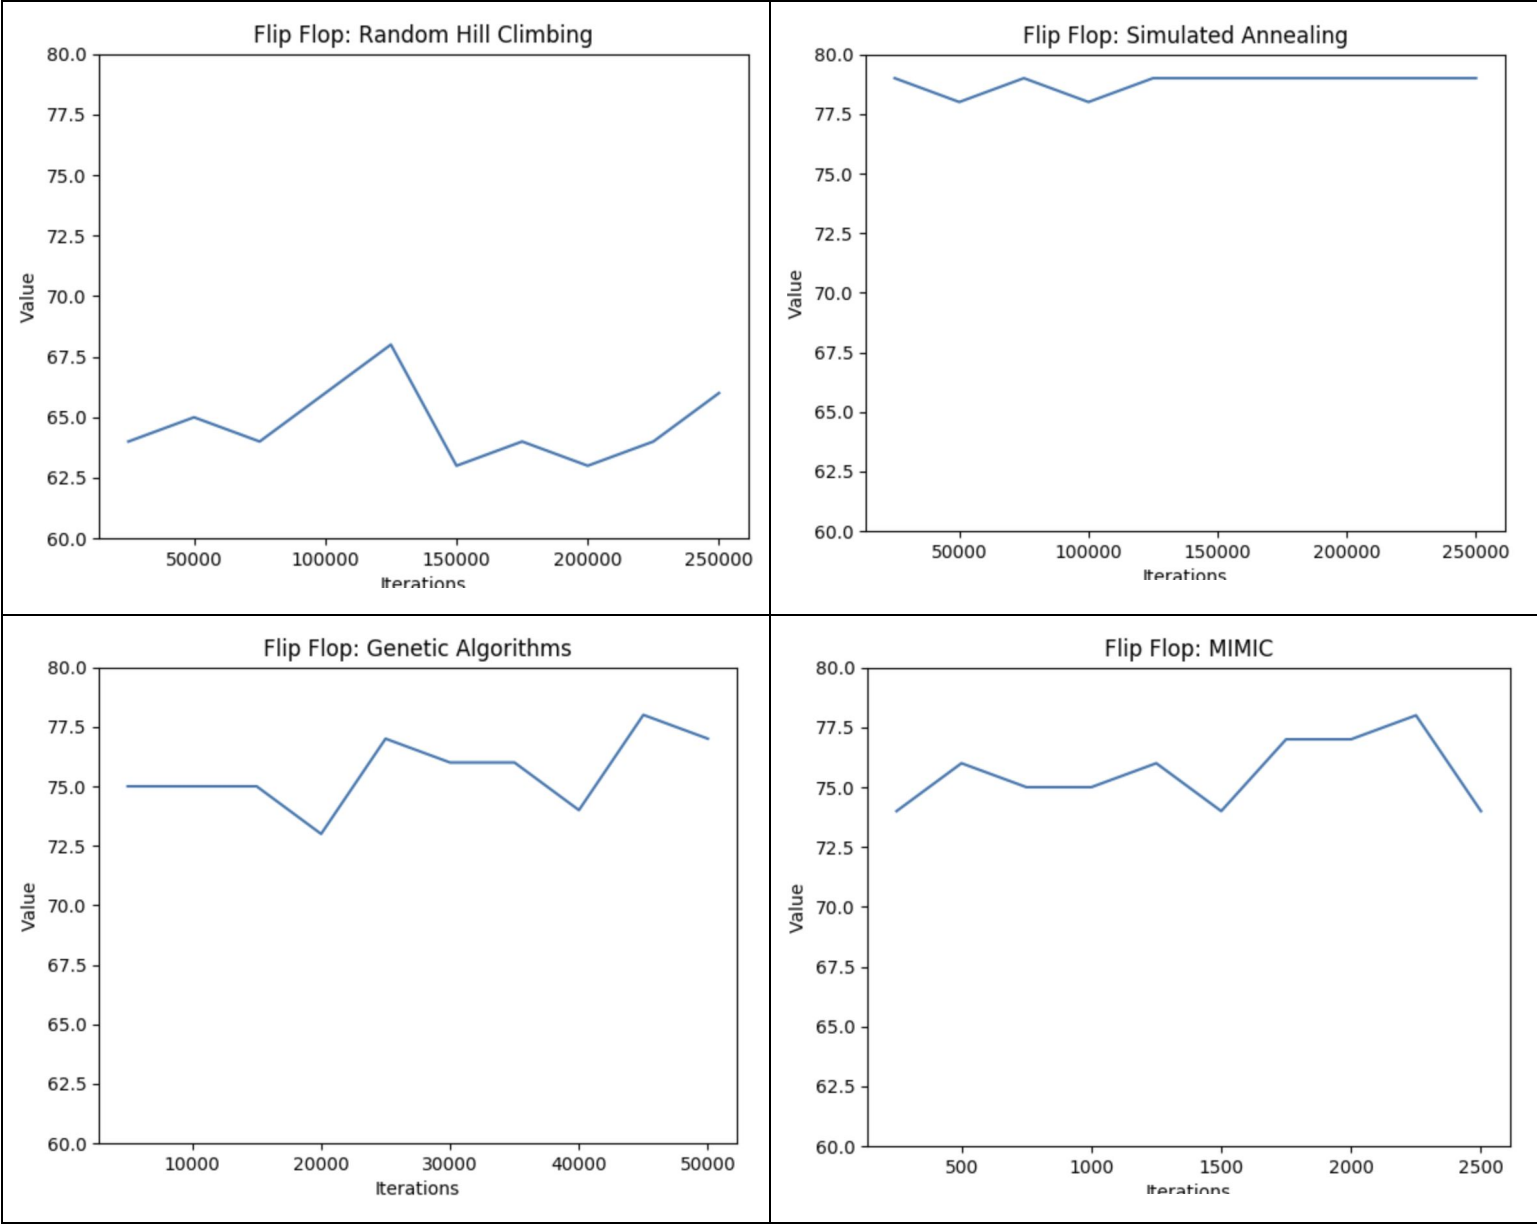 Flip Flop: Random Hill Climbing
80.0
77.5
75.0
72.5
70.0
67.5
65.0
62.5
60.0
Value
50000 100000 150000 200000 250000
Iterations
Flip Flop: Simulated Annealing
80.0
77.5
75.0
72.5
70.0
67.5
65.0
62.5
60.0
Value
50000 100000 150000 200000 250000
Iterations
Flip Flop: Genetic Algorithms
80.0
77.5
75.0
72.5
70.0
67.5
65.0
62.5
60.0
Value
10000 20000 30000 40000 50000
Iterations
Flip Flop: MIMIC
80.0
77.5
75.0
72.5
70.0
67.5
65.0
62.5
60.0
Value
500 1000 1500 2000 2500
Iterations